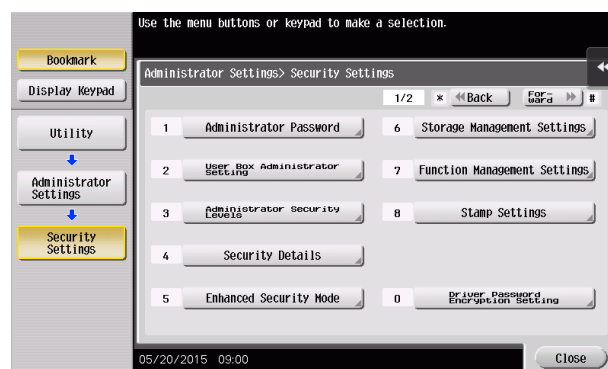 Use the menu buttons or keypad to make a selection.
Bookmark
Display Keypad
Utility
Administrator
Settings
Security
Settings
Administrator Settings> Security Settings
1/2 * Back For-
ward #
1 Administrator Password
2 User Box Administrator
Setting
3 Administrator Security
Levels
4 Security Details
5 Enhanced Security Mode
6 Storage Management Settings
7 Function Management Settings
8 Stamp Settings
0 Driver Password
Encryption Setting
05/20/2015 09:00
Close